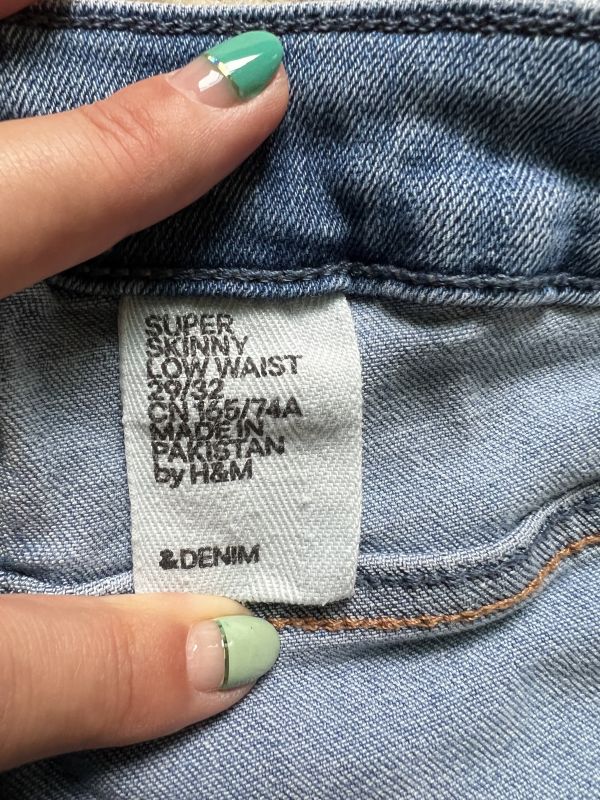 SUPER
SKINNY
LOW WAIST
29/32
CN 165/74A
MADE IN
PAKISTAN
by H&M
&DENIM